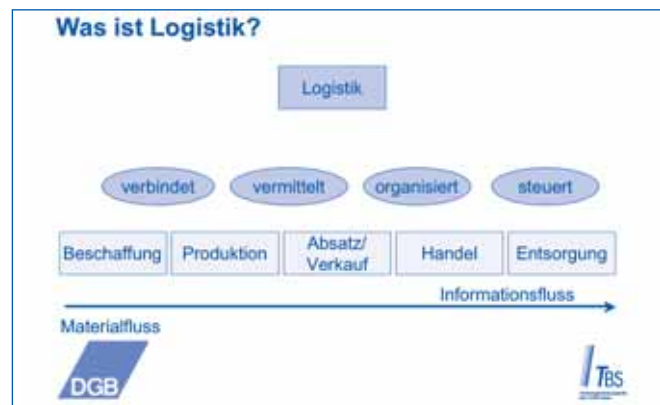 Was ist Logistik?
Logistik
verbindet vermittelt organisiert steuert
Beschaffung Produktion Absatz/
Verkauf Handel Entsorgung
Informationsfluss
Materialfluss
DGB
TBS